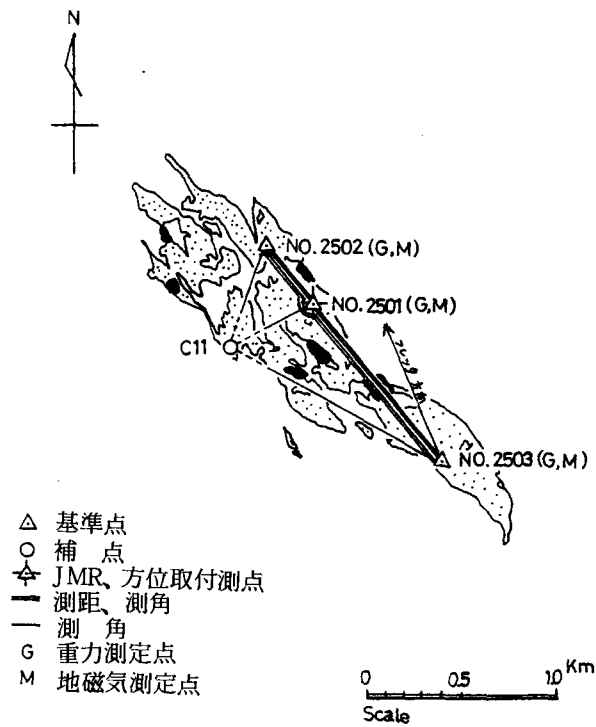 N
NO.2502(G,M)
NO.2501(G,M)
C11
NO.2503(G,M)
△ 基準点
○ 補 点
JMR、方位取付測点
測距、測角
測 角
G 重力測定点
M 地磁気測定点
0 0.5 1.0 Km
Scale